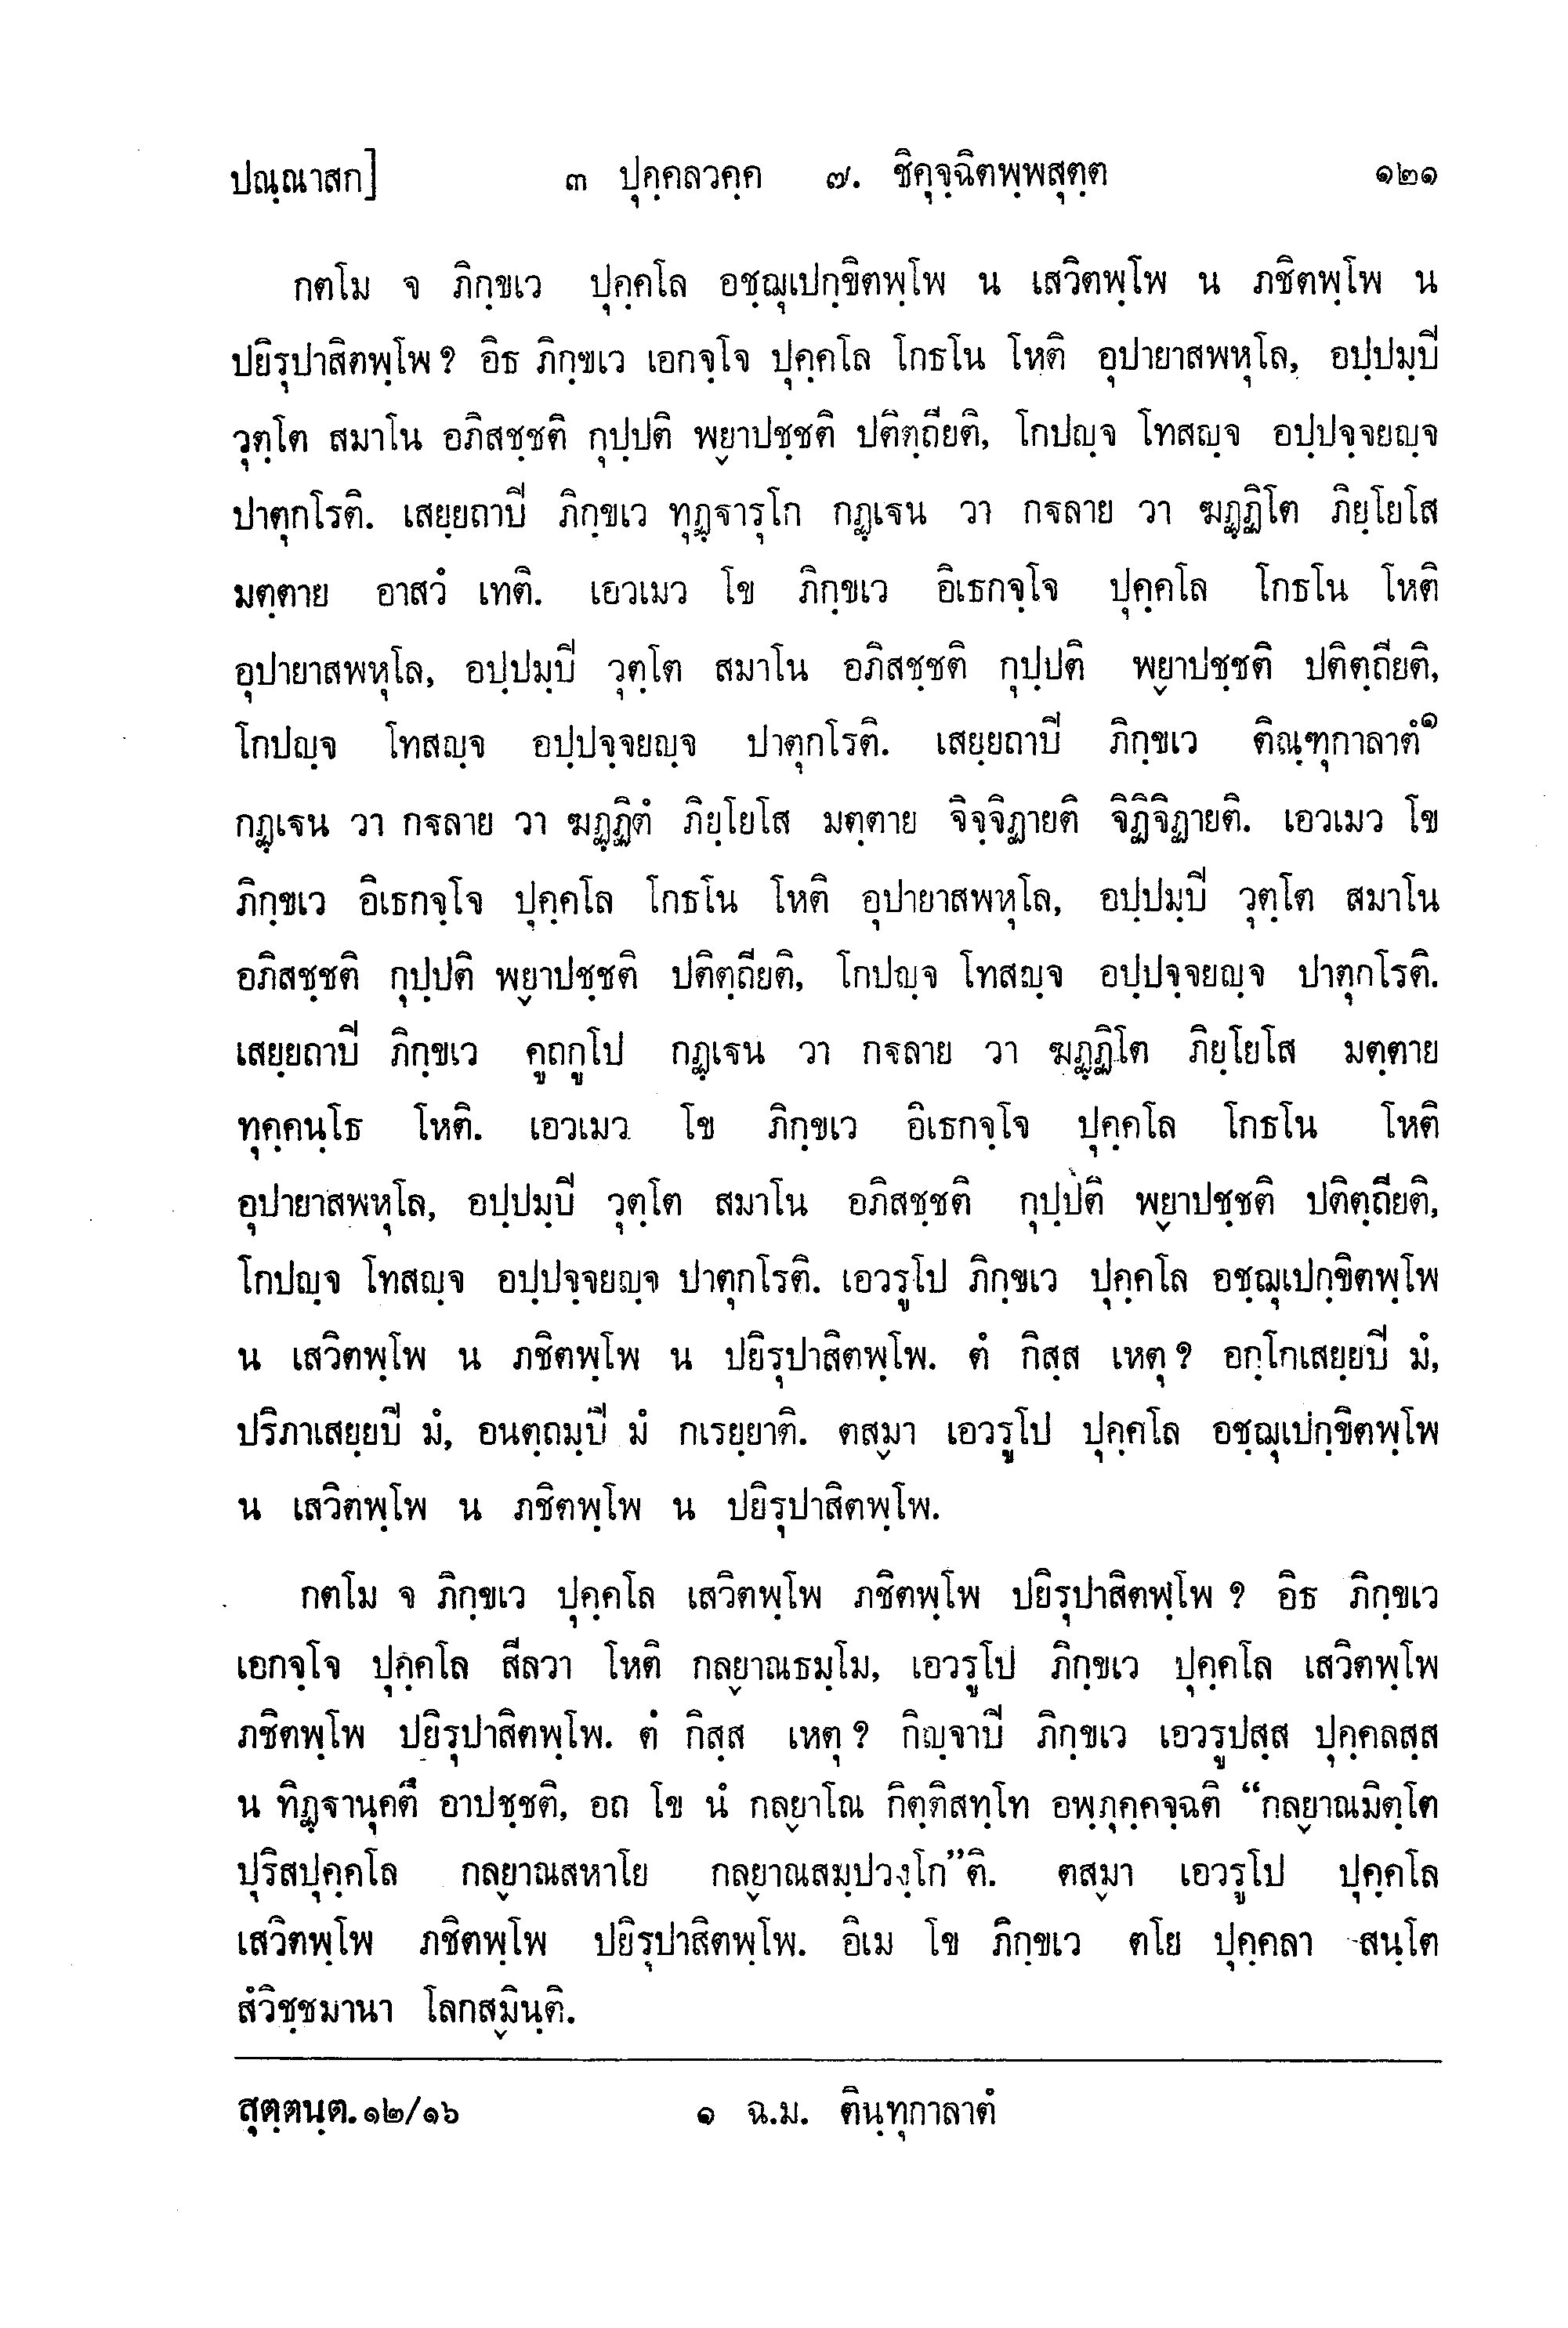 ปณฺณาสก] ๓ ปุคฺคลวคฺค ๗. ชิคุจฺฉิตพฺพสุตฺต ๑๒๑
กตโม จ ภิกฺขเว ปุคฺคโล อชฺฌุเปกฺขิตพฺโพ น เสวิตพฺโพ น ภชิตพฺโพ น
ปยิรุปาสิตพฺโพ? อิธ ภิกฺขเว เอกจฺโจ ปุคฺคโล โกธโน โหติ อุปายาสพหุโล, อปฺปมฺปิ
วุตฺโต สมาโน อภิสชฺชติ กุปฺปติ พฺยาปชฺชติ ปติตฺถียติ, โกปญฺจ โทสญฺจ อปฺปจฺจยญฺจ
ปาตุกโรติ. เสยฺยถาปิ ภิกฺขเว ทุฏฺฐารุโก กฏฺเฐน วา กฐลาย วา ฆฏฺฏิโต ภิยฺโยโส
มตฺตาย อาสวํ เทติ. เอวเมว โข ภิกฺขเว อิเธกจฺโจ ปุคฺคโล โกธโน โหติ
อุปายาสพหุโล, อปฺปมฺปิ วุตฺโต สมาโน อภิสชฺชติ กุปฺปติ พฺยาปชฺชติ ปติตฺถียติ,
โกปญฺจ โทสญฺจ อปฺปจฺจยญฺจ ปาตุกโรติ. เสยฺยถาปิ ภิกฺขเว ติณฺฑุกาลาตํ๑
กฏฺเฐน วา กฐลาย วา ฆฏฺฏิตํ ภิยฺโยโส มตฺตาย จิจฺจิฏายติ จิฏิจิฏายติ. เอวเมว โข
ภิกฺขเว อิเธกจฺโจ ปุคฺคโล โกธโน โหติ อุปายาสพหุโล, อปฺปมฺปิ วุตฺโต สมาโน
อภิสชฺชติ กุปฺปติ พฺยาปชฺชติ ปติตฺถียติ, โกปญฺจ โทสญฺจ อปฺปจฺจยญฺจ ปาตุกโรติ.
เสยฺยถาปิ ภิกฺขเว คูถกูโป กฏฺเฐน วา กฐลาย วา ฆฏฺฏิโต ภิยฺโยโส มตฺตาย
ทุคฺคนฺโธ โหติ. เอวเมว โข ภิกฺขเว อิเธกจฺโจ ปุคฺคโล โกธโน โหติ
อุปายาสพหุโล, อปฺปมฺปิ วุตฺโต สมาโน อภิสชฺชติ กุปฺปติ พฺยาปชฺชติ ปติตฺถียติ,
โกปญฺจ โทสญฺจ อปฺปจฺจยญฺจ ปาตุกโรติ. เอวรูโป ภิกฺขเว ปุคฺคโล อชฺฌุเปกฺขิตพฺโพ
น เสวิตพฺโพ น ภชิตพฺโพ น ปยิรุปาสิตพฺโพ. ตํ กิสฺส เหตุ? อกฺโกเสยฺยปิ มํ,
ปริภาเสยฺยปิ มํ, อนตฺถมฺปิ มํ กเรยฺยาติ. ตสฺมา เอวรูโป ปุคฺคโล อชฺฌุเปกฺขิตพฺโพ
น เสวิตพฺโพ น ภชิตพฺโพ น ปยิรุปาสิตพฺโพ.
กตโม จ ภิกฺขเว ปุคฺคโล เสวิตพฺโพ ภชิตพฺโพ ปยิรุปาสิตพฺโพ? อิธ ภิกฺขเว
เอกจฺโจ ปุคฺคโล สีลวา โหติ กลฺยาณธมฺโม, เอวรูโป ภิกฺขเว ปุคฺคโล เสวิตพฺโพ
ภชิตพฺโพ ปยิรุปาสิตพฺโพ. ตํ กิสฺส เหตุ? กิญฺจาปิ ภิกฺขเว เอวรูปสฺส ปุคฺคลสฺส
น ทิฏฺฐานุคตึ อาปชฺชติ, อถ โข นํ กลฺยาโณ กิตฺติสทฺโท อพฺภุคฺคจฺฉติ “กลฺยาณมิตฺโต
ปุริสปุคฺคโล กลฺยาณสหาโย กลฺยาณสมฺปวงฺโก”ติ. ตสฺมา เอวรูโป ปุคฺคโล
เสวิตพฺโพ ภชิตพฺโพ ปยิรุปาสิตพฺโพ. อิเม โข ภิกฺขเว ตโย ปุคฺคลา สนฺโต
สํวิชฺชมานา โลกสฺมินฺติ.
สุตฺตนฺต.๑๒/๑๖ ๑ ฉ.ม. ตินฺทุกาลาตํ